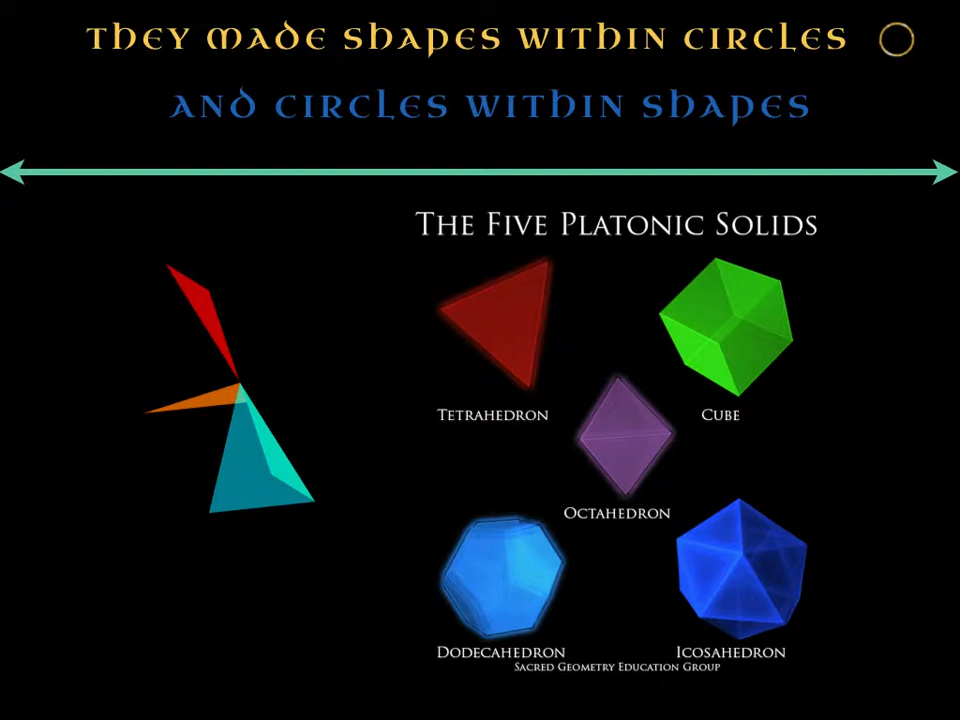 They made shapes within circles
and circles within shapes
The Five Platonic Solids
Tetrahedron
Cube
Octahedron
Dodecahedron
Icosahedron
Sacred Geometry Education Group